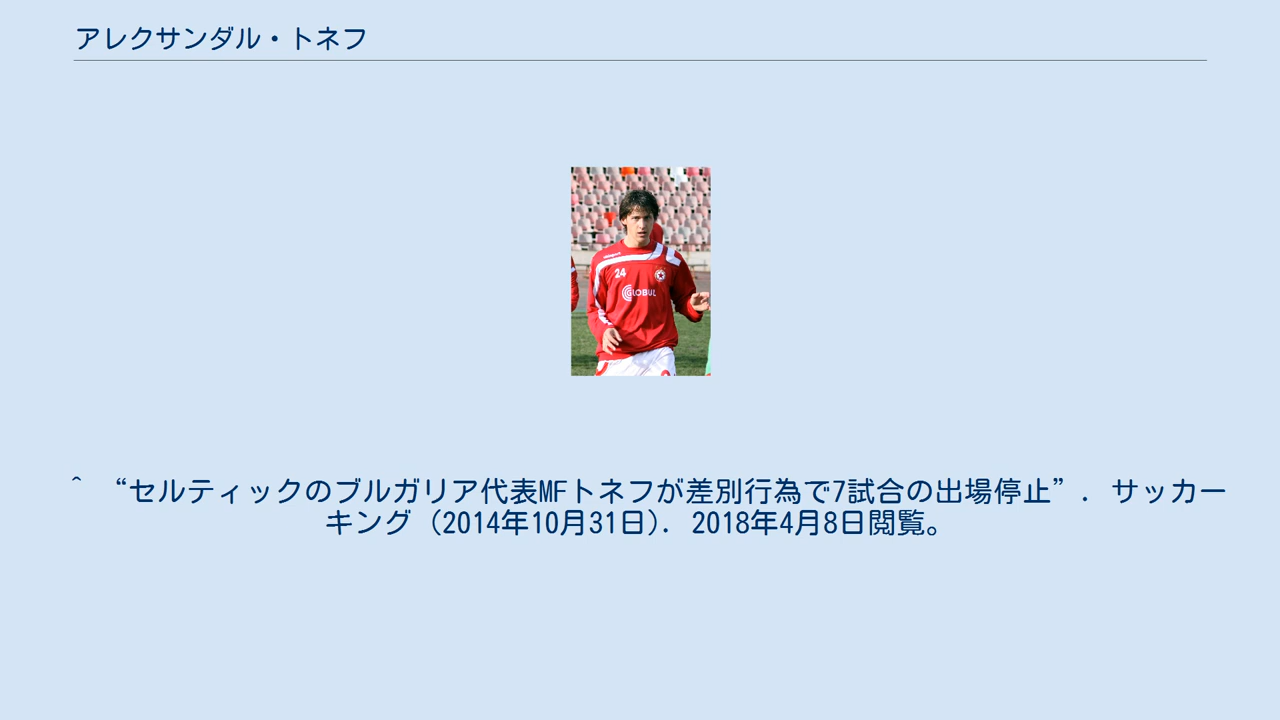 アレクサンダル・トネフ
24
GLOBUL
^ “セルティックのブルガリア代表MFトネフが差別行為で7試合の出場停止”. サッカー
キング (2014年10月31日). 2018年4月8日閲覧。